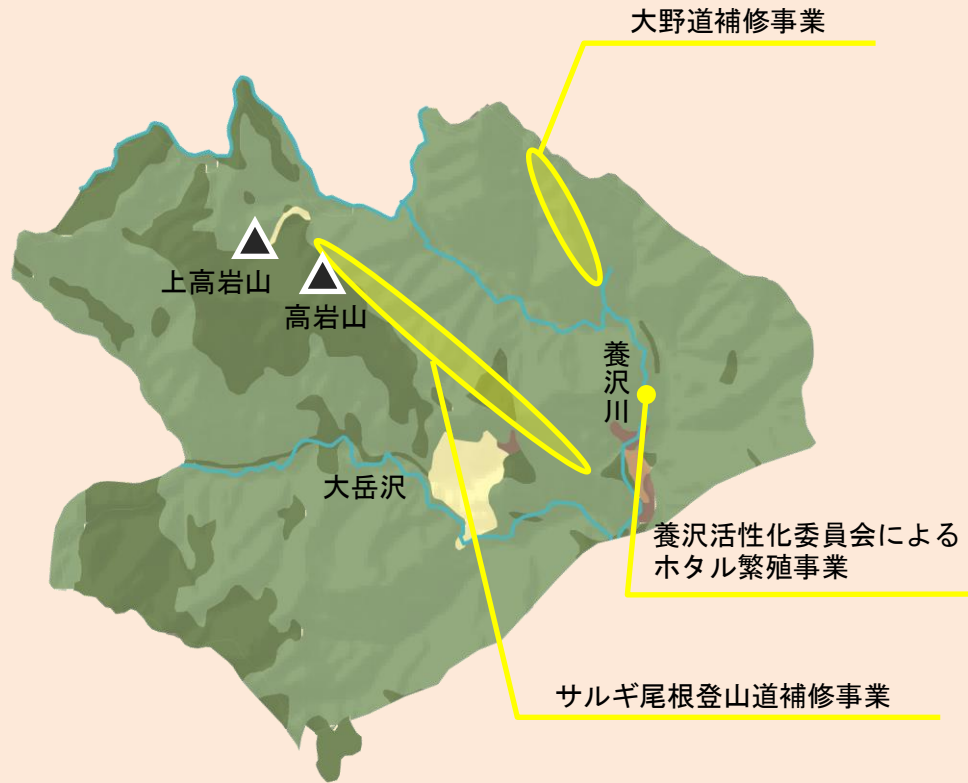 大野道補修事業
上高岩山
高岩山
養沢川
大岳沢
養沢活性化委員会による
ホタル繁殖事業
サルギ尾根登山道補修事業